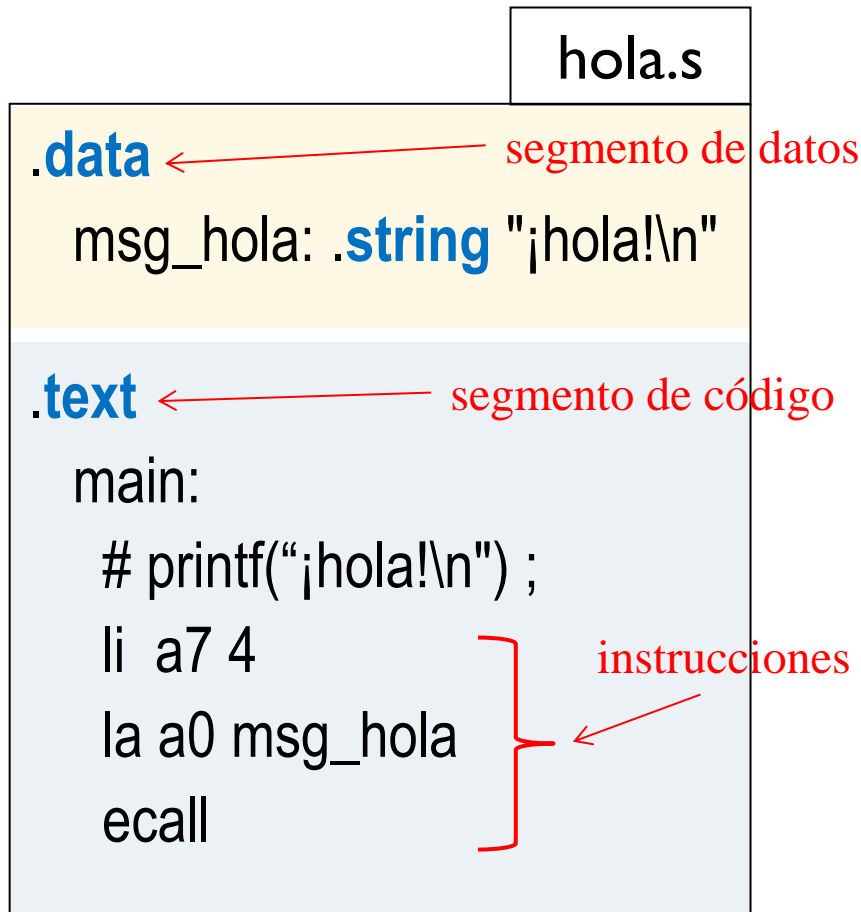 hola.s
.data
segmento de datos
msg_hola: .string "¡hola!\n"
.text
segmento de código
main:
# printf(“¡hola!\n") ;
li  a7 4
instrucciones
la a0 msg_hola
ecall